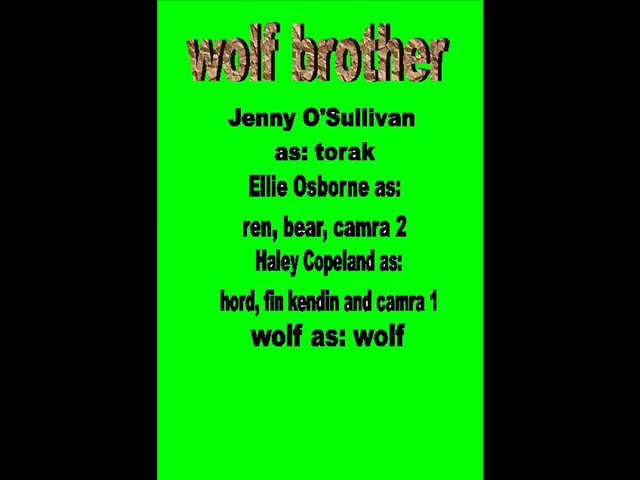 wolf brother
Jenny O'Sullivan
as: torak
Ellie Osborne as:
ren, bear, camra 2
Haley Copeland as:
hord, fin kendin and camra 1
wolf as: wolf